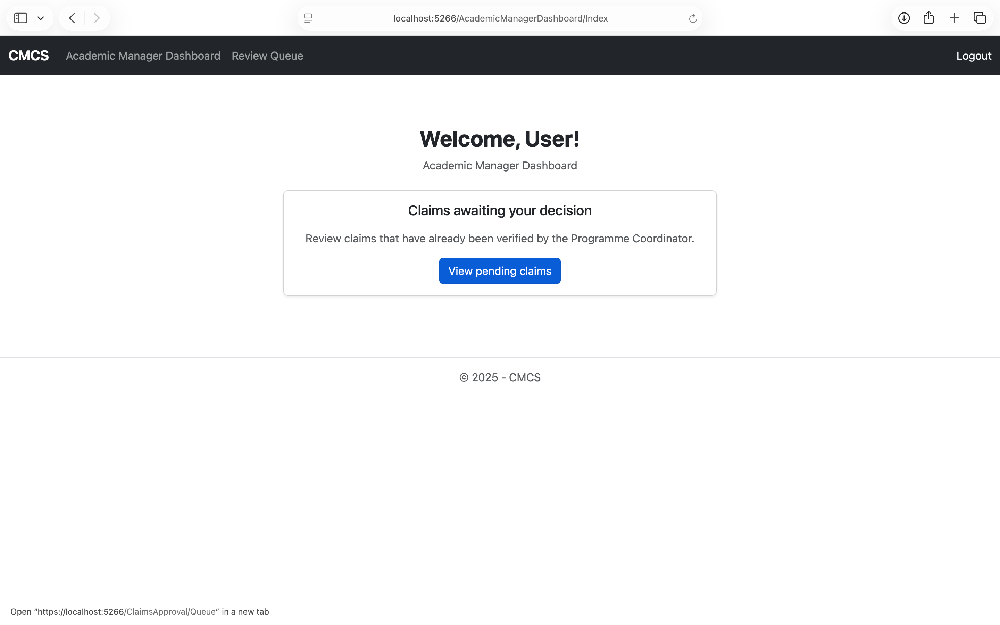 localhost:5266/AcademicManagerDashboard/Index
CMCS Academic Manager Dashboard Review Queue Logout
Welcome, User!
Academic Manager Dashboard
Claims awaiting your decision
Review claims that have already been verified by the Programme Coordinator.
View pending claims
© 2025 - CMCS
Open “https://localhost:5266/ClaimsApproval/Queue” in a new tab